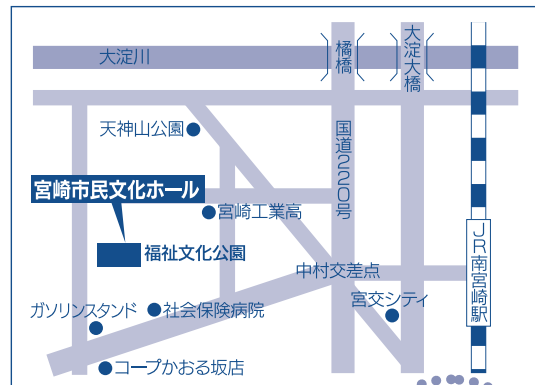 大淀川
橘橋
大淀大橋
天神山公園
国道220号
宮崎市民文化ホール
宮崎工業高
福祉文化公園
中村交差点
JR南宮崎駅
宮交シティ
ガソリンスタンド
社会保険病院
コープかおる坂店